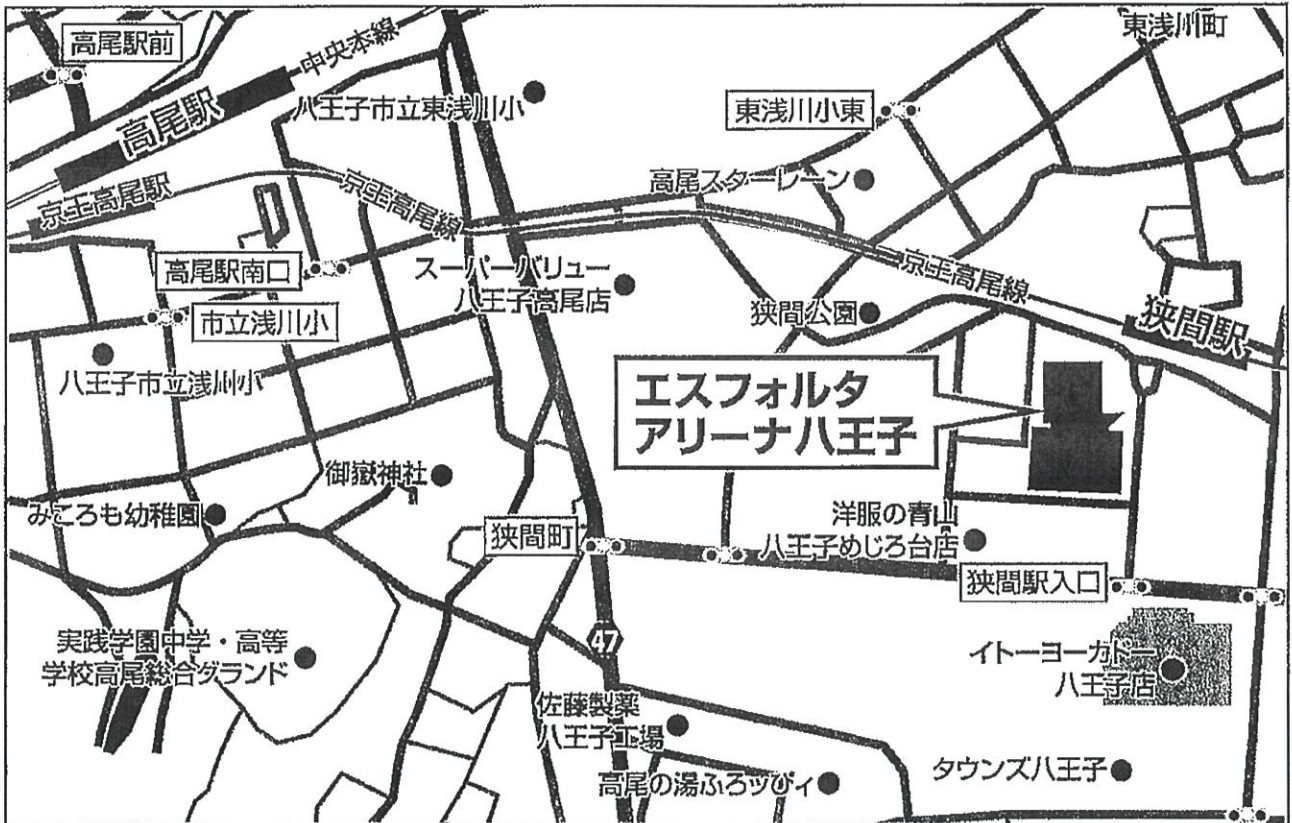 高尾駅前
中央本線
東浅川町
高尾駅
八王子市立東浅川小
東浅川小東
高尾スターレーン
京王高尾駅
京王高尾線
高尾駅南口
スーパーバリュー
八王子高尾店
京王高尾線
市立浅川小
狭間公園
狭間駅
八王子市立浅川小
エスフォルタ
アリーナ八王子
御嶽神社
みころも幼稚園
狭間町
洋服の青山
八王子めじろ台店
狭間駅入口
47
実践学園中学・高等
学校高尾総合グランド
イトーヨーカドー
八王子店
佐藤製薬
八王子工場
高尾の湯ふろッぴィ
タウンズ八王子